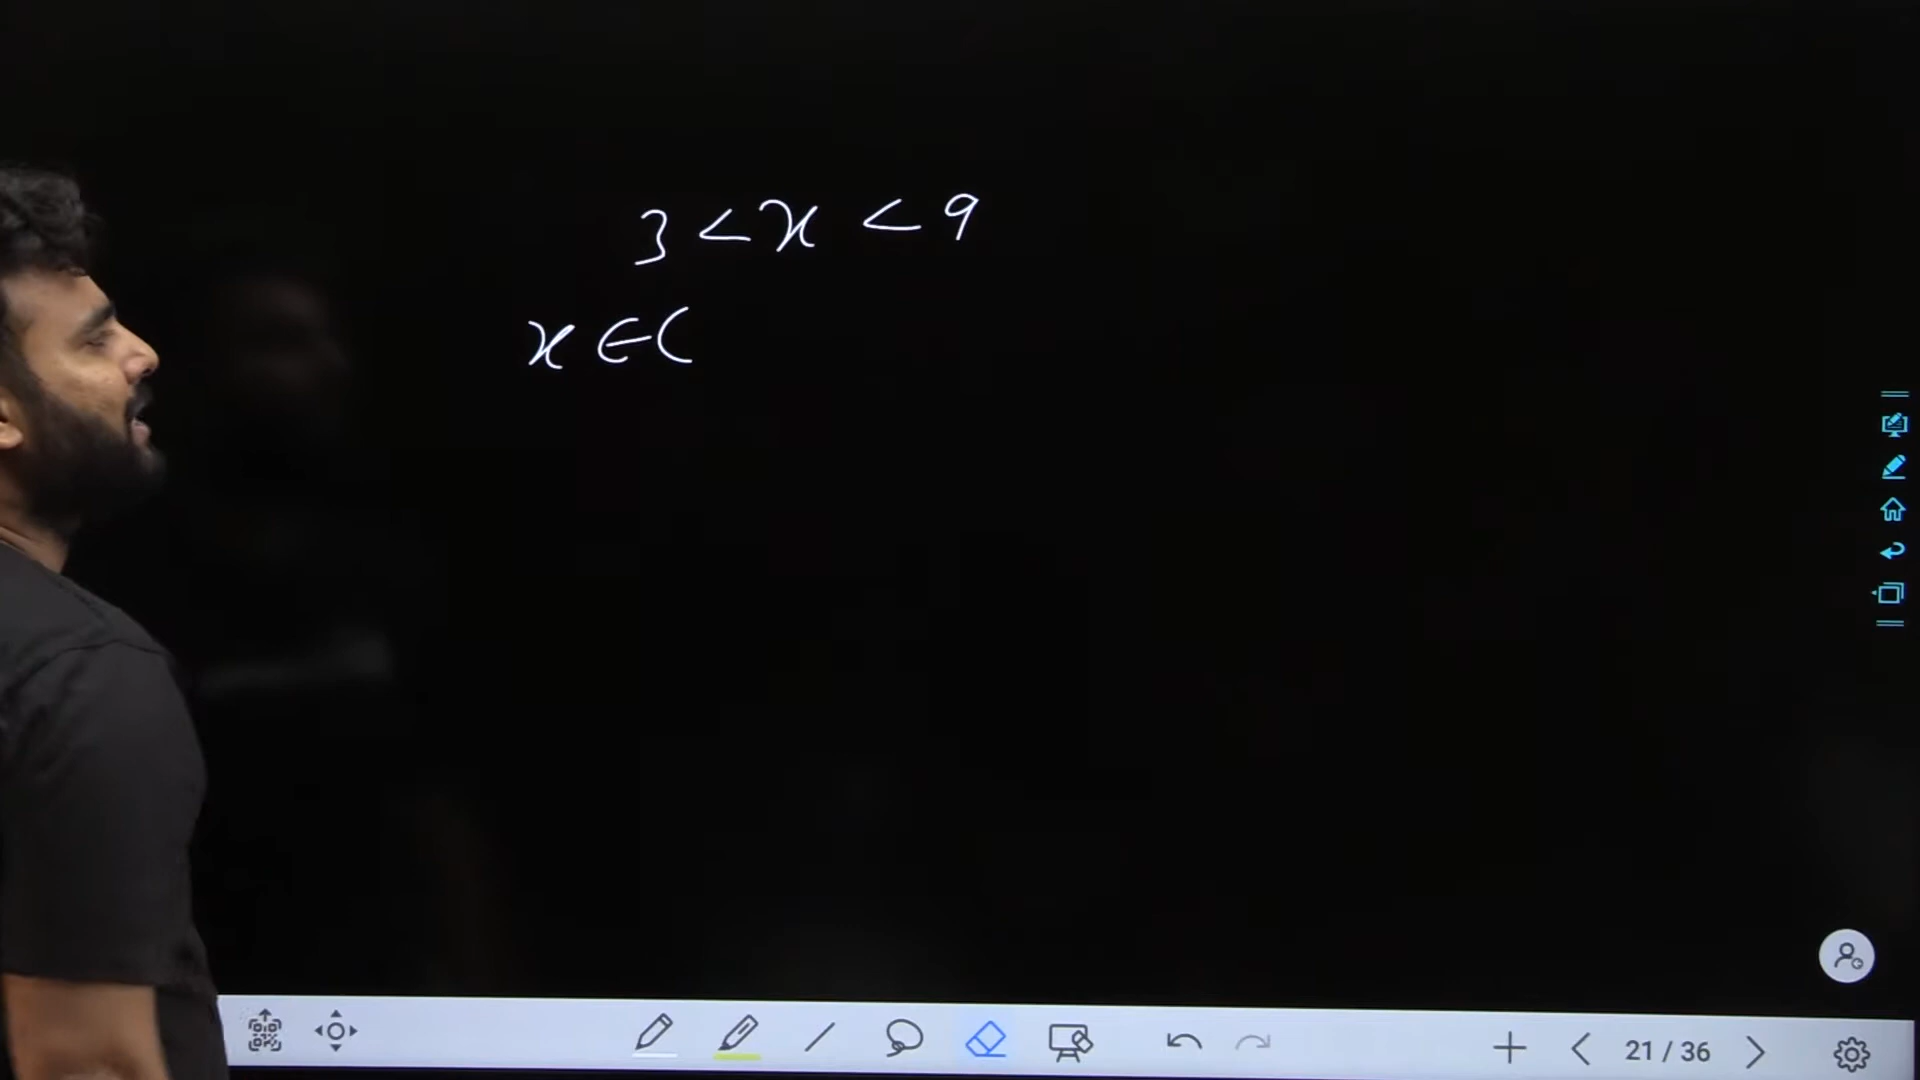 3 < x < 9
x ∈ (
21 / 36